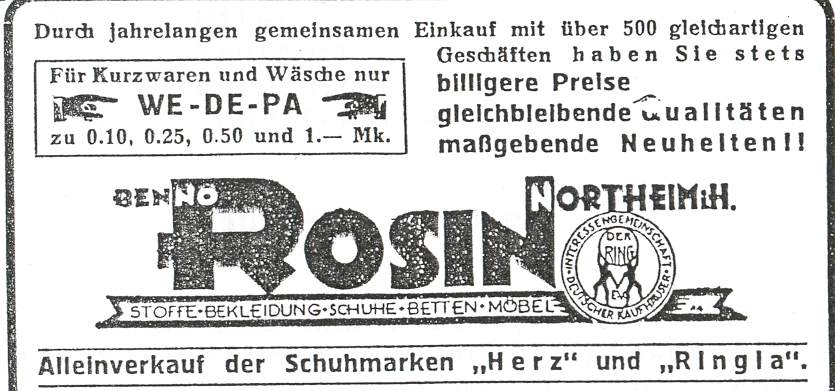 Durch jahrelangen gemeinsamen Einkauf mit über 500 gleichartigen
Geschäften haben Sie stets
billigere Preise
gleichbleibende Qualitäten
maßgebende Neuheiten!!
Für Kurzwaren und Wäsche nur
WE-DE-PA
zu 0.10, 0.25, 0.50 und 1.— Mk.
BENNO ROSIN NORTHEIM i.H.
INTERESSENGEMEINSCHAFT DEUTSCHER KAUFHÄUSER
DER
RING
E.V.
STOFFE·BEKLEIDUNG·SCHUHE·BETTEN·MÖBEL
Alleinverkauf der Schuhmarken „Herz“ und „Ringla“.